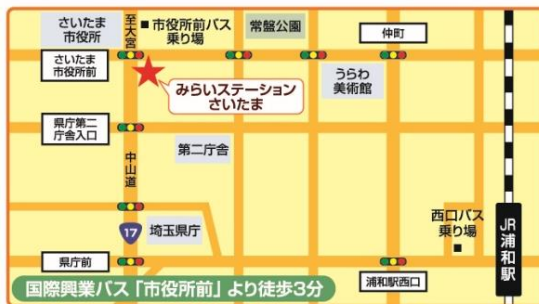 さいたま
市役所
至大宮
市役所前バス
乗り場
常盤公園
仲町
さいたま
市役所前
みらいステーション
さいたま
うらわ
美術館
県庁第二
庁舎入口
第二庁舎
中山道
17
埼玉県庁
西口バス
乗り場
JR浦和駅
県庁前
浦和駅西口
国際興業バス「市役所前」より徒歩3分